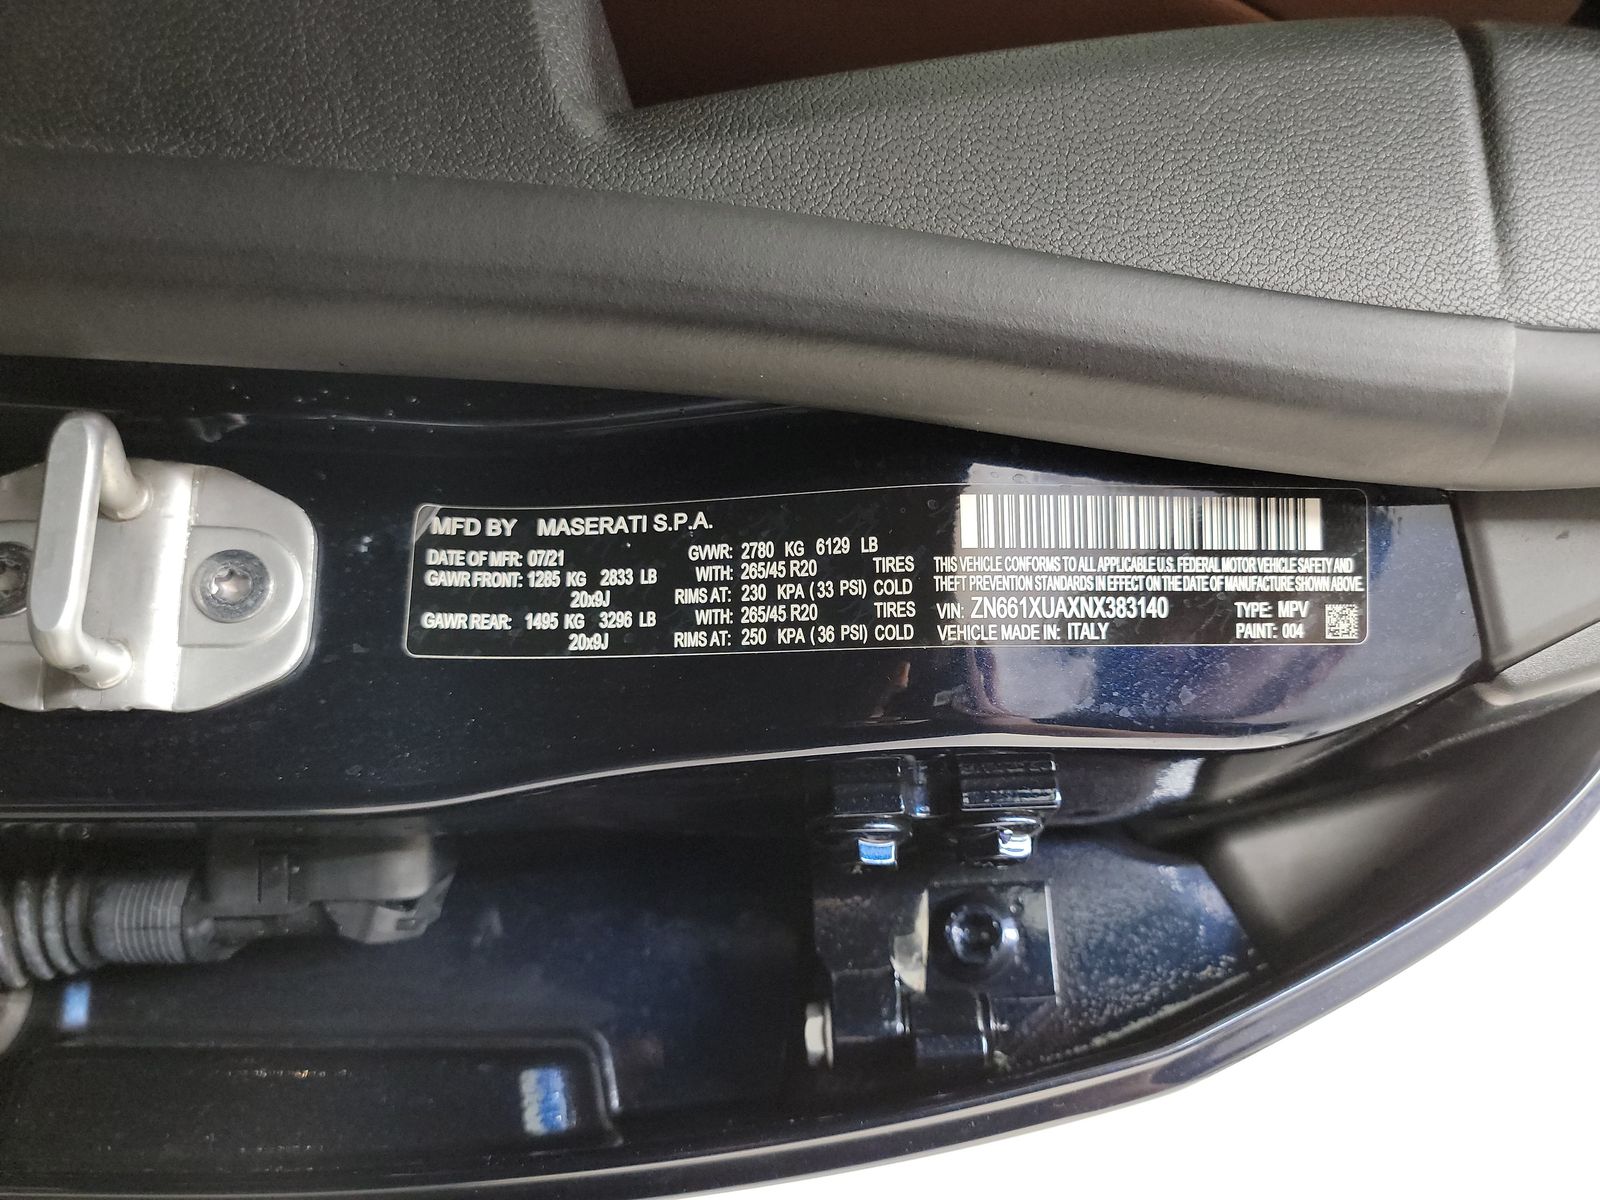 MFD BY MASERATI S.P.A.
DATE OF MFR: 07/21 GVWR: 2780 KG 6129 LB
GAWR FRONT: 1285 KG 2833 LB WITH: 265/45 R20 TIRES
20x9J RIMS AT: 230 KPA (33 PSI) COLD
GAWR REAR: 1495 KG 3296 LB WITH: 265/45 R20 TIRES
20x9J RIMS AT: 250 KPA (36 PSI) COLD
THIS VEHICLE CONFORMS TO ALL APPLICABLE U.S. FEDERAL MOTOR VEHICLE SAFETY AND
THEFT PREVENTION STANDARDS IN EFFECT ON THE DATE OF MANUFACTURE SHOWN ABOVE.
VIN: ZN661XUAXNX383140 TYPE: MPV
VEHICLE MADE IN: ITALY PAINT: 004